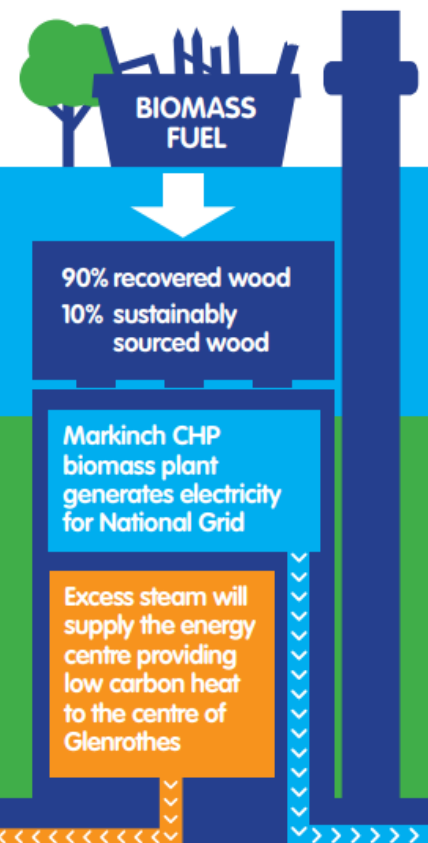 BIOMASS
FUEL
90% recovered wood
10% sustainably
sourced wood
Markinch CHP
biomass plant
generates electricity
for National Grid
Excess steam will
supply the energy
centre providing
low carbon heat
to the centre of
Glenrothes